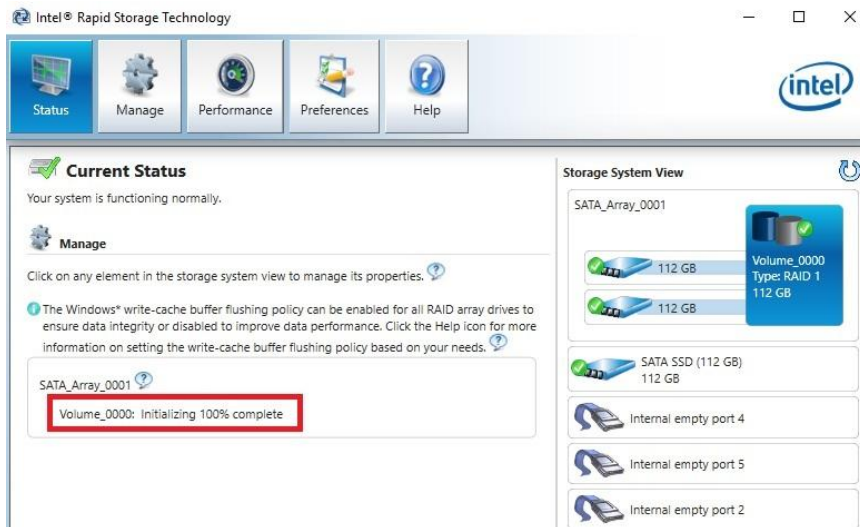 Intel® Rapid Storage Technology
Status
Manage
Performance
Preferences
Help
intel
Current Status
Your system is functioning normally.
Manage
Click on any element in the storage system view to manage its properties.
The Windows* write-cache buffer flushing policy can be enabled for all RAID array drives to
ensure data integrity or disabled to improve data performance. Click the Help icon for more
information on setting the write-cache buffer flushing policy based on your needs.
SATA_Array_0001
Volume_0000: Initializing 100% complete
Storage System View
SATA_Array_0001
112 GB
112 GB
Volume_0000
Type: RAID 1
112 GB
SATA SSD (112 GB)
112 GB
Internal empty port 4
Internal empty port 5
Internal empty port 2